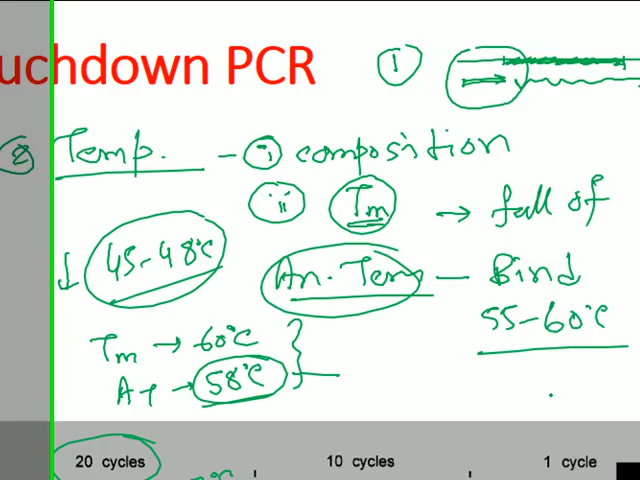 uchdown PCR 1
2 Temp. - i composition
ii Tm → fall of
↓ 45-48°C An. Tem — Bind
55-60°C
Tm → 60°C
AT → 58°C
20 cycles 10 cycles 1 cycle